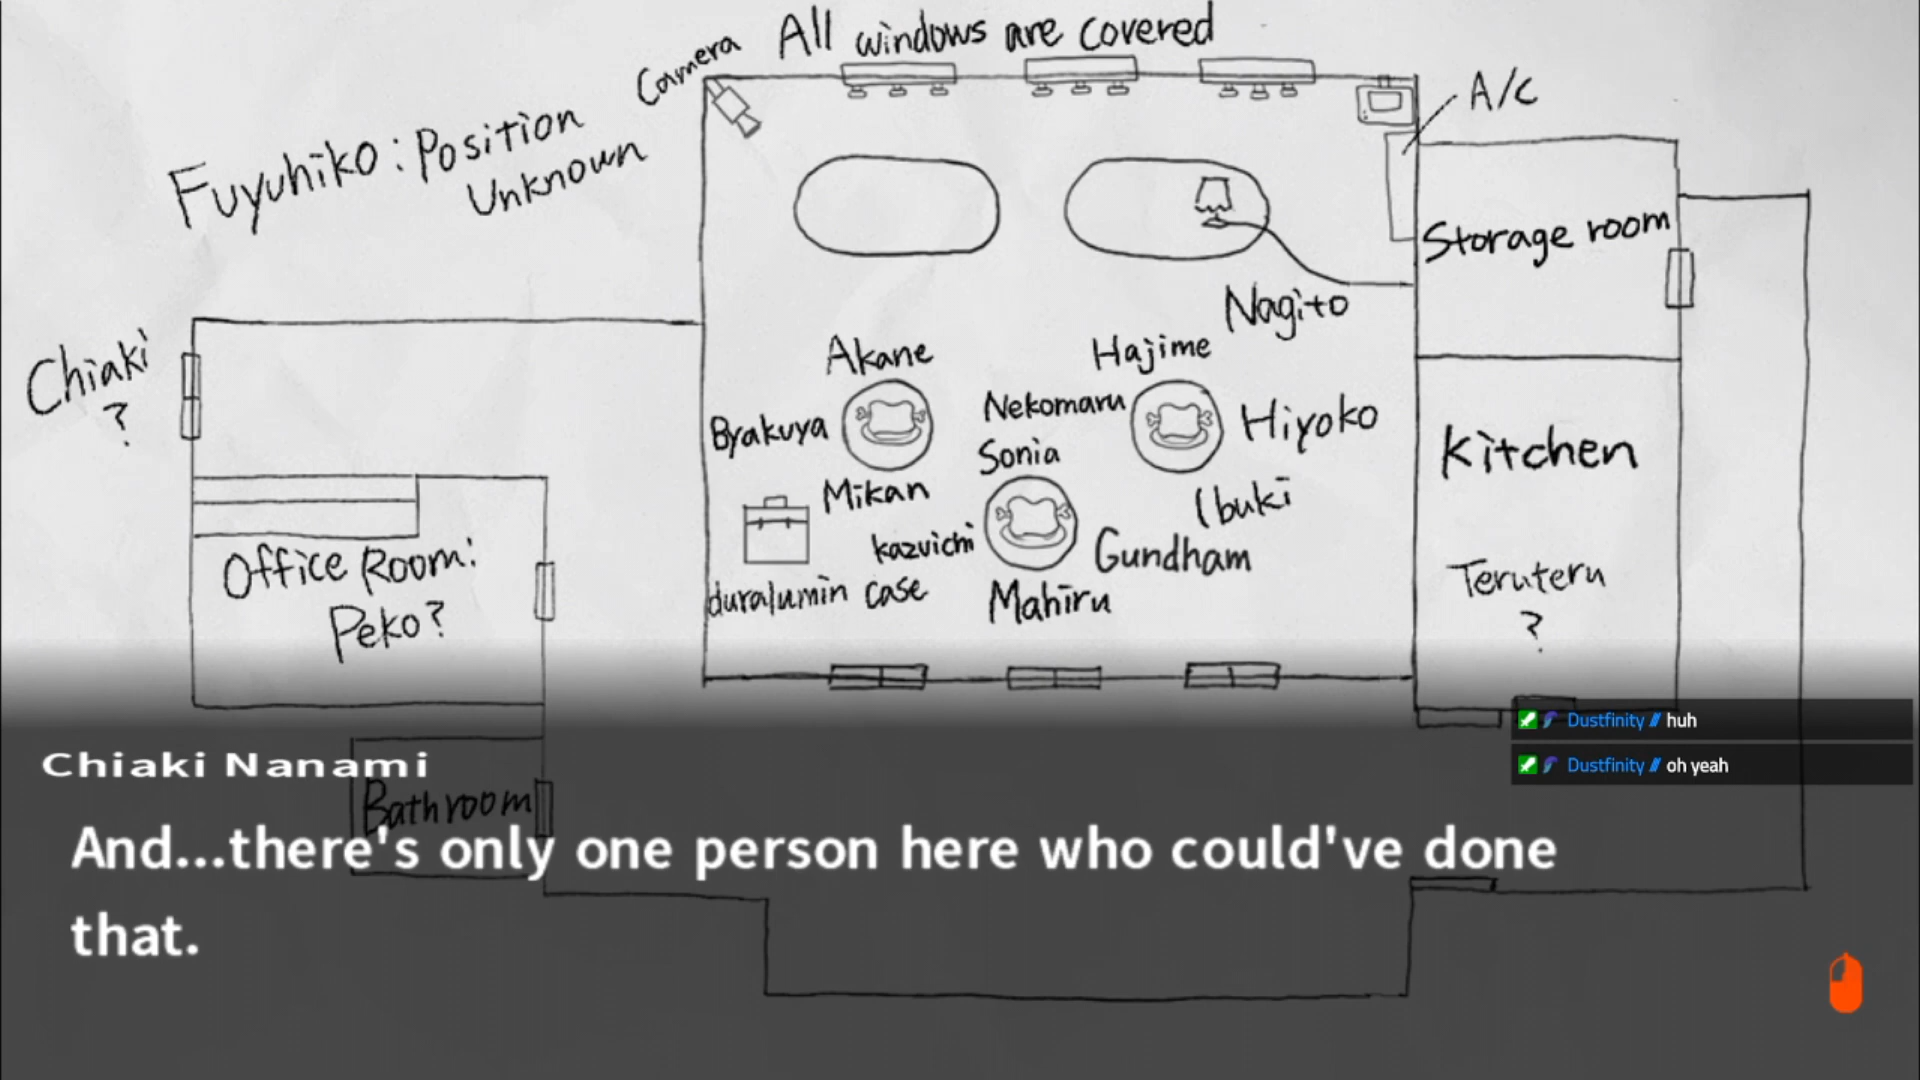 All windows are covered
Camera
A/C
Fuyuhiko: Position
Unknown
Storage room
Nagito
Chiaki
?
Akane
Hajime
Byakuya
Nekomaru
Hiyoko
Sonia
Kitchen
Mikan
Ibuki
Kazuichi
Gundham
duralumin case
Mahiru
Office Room:
Peko?
Teruteru
?
Dustfinity // huh
Dustfinity // oh yeah
Chiaki Nanami
Bathroom
And...there's only one person here who could've done
that.